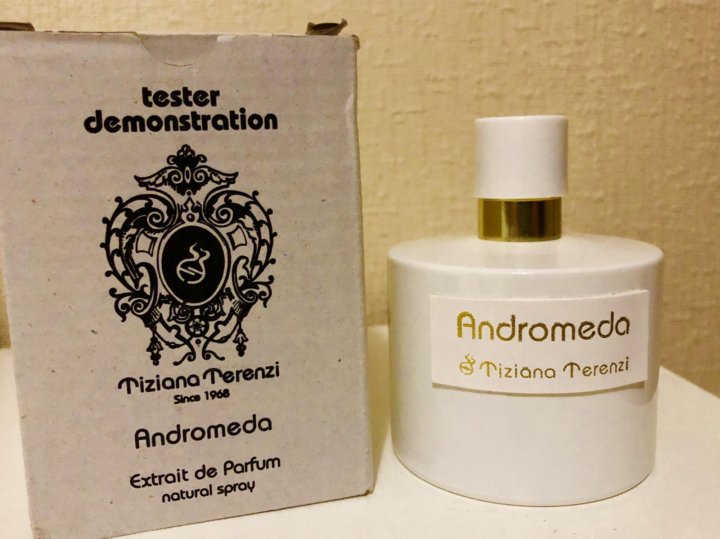 tester
demonstration
Tiziana Terenzi
Since 1968
Andromeda
Extrait de Parfum
natural spray
Andromeda
Tiziana Terenzi